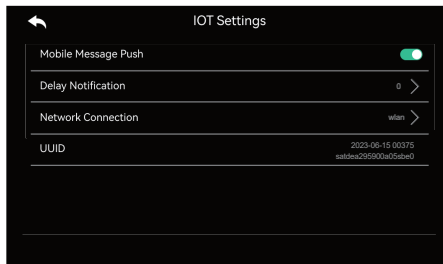 IOT Settings
Mobile Message Push
Delay Notification 0
Network Connection wlan
UUID 2023-06-15 00375
satdea295900a05sbe0